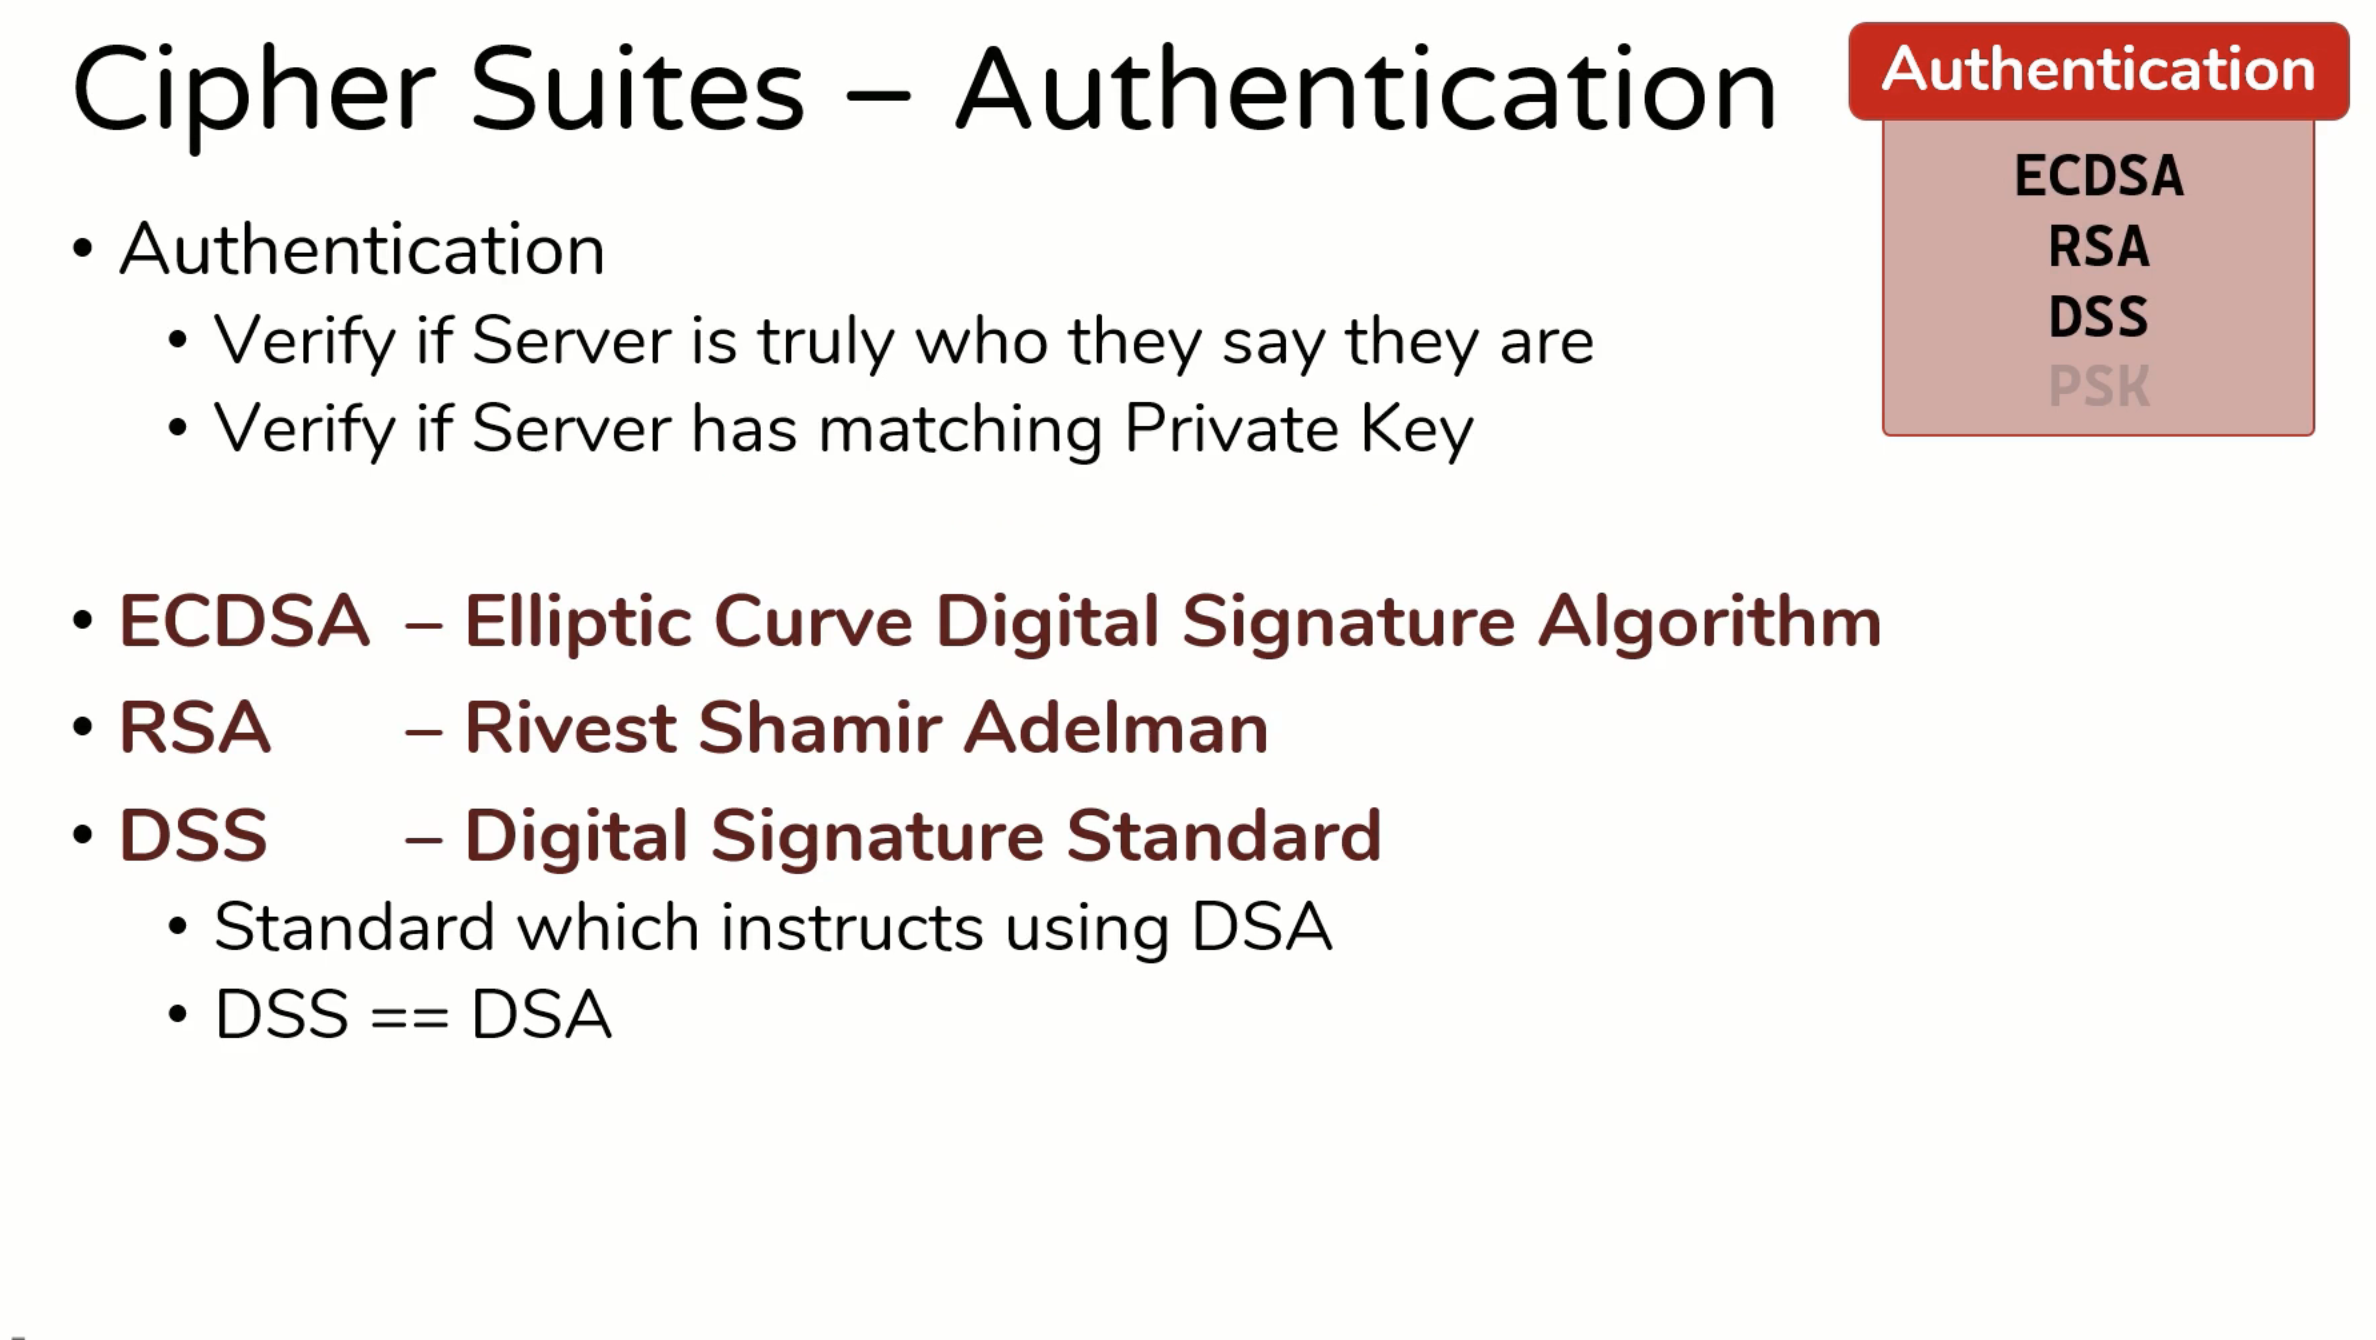 Cipher Suites – Authentication
Authentication
ECDSA
RSA
DSS
PSK
• Authentication
• Verify if Server is truly who they say they are
• Verify if Server has matching Private Key
• ECDSA – Elliptic Curve Digital Signature Algorithm
• RSA – Rivest Shamir Adelman
• DSS – Digital Signature Standard
• Standard which instructs using DSA
• DSS == DSA